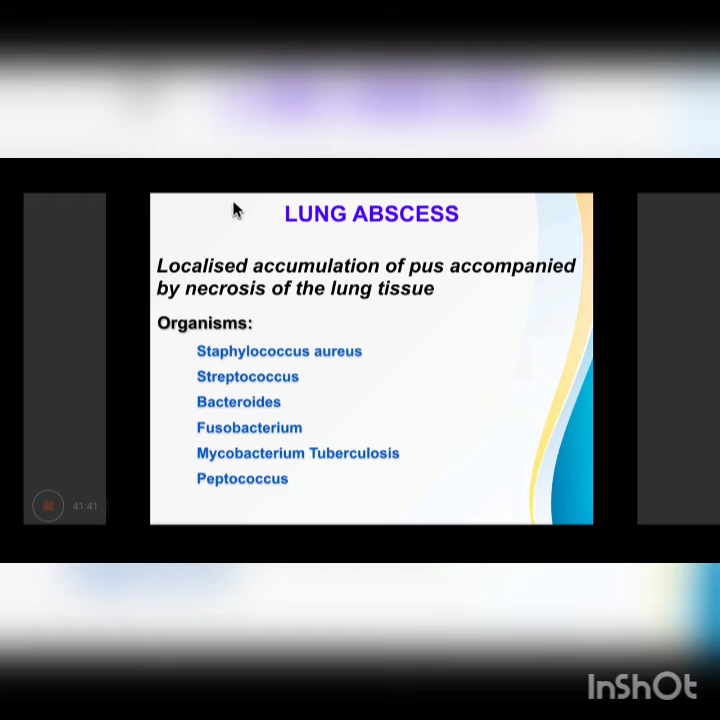 LUNG ABSCESS
Localised accumulation of pus accompanied
by necrosis of the lung tissue
Organisms:
Staphylococcus aureus
Streptococcus
Bacteroides
Fusobacterium
Mycobacterium Tuberculosis
Peptococcus
41:41
InShOt